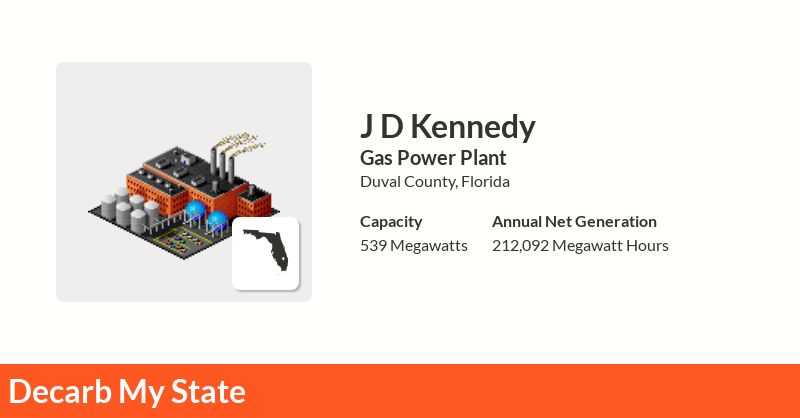 J D Kennedy
Gas Power Plant
Duval County, Florida
Capacity
539 Megawatts
Annual Net Generation
212,092 Megawatt Hours
Decarb My State